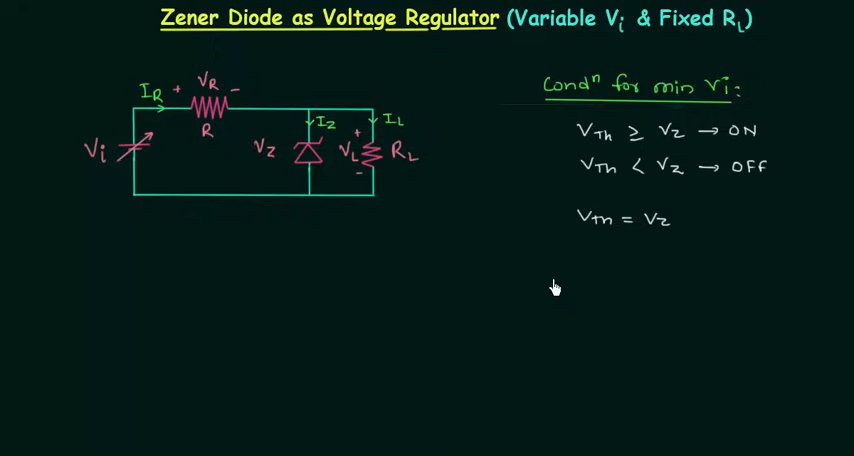 Zener Diode as Voltage Regulator (Variable Vi & Fixed RL)
IR + VR -
R
Vi
VZ
IZ
IL
+ VL -
RL
Condⁿ for min Vi:
VTh ≥ VZ → ON
VTh < VZ → OFF
VTh = VZ